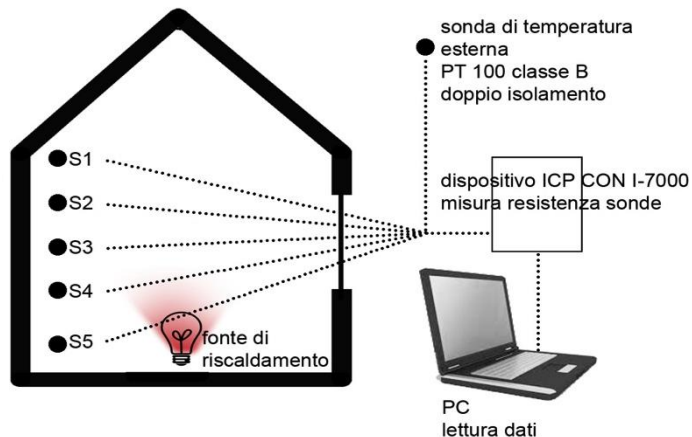 sonda di temperatura
esterna
PT 100 classe B
doppio isolamento
S1
S2
S3
S4
S5
dispositivo ICP CON I-7000
misura resistenza sonde
fonte di
riscaldamento
PC
lettura dati